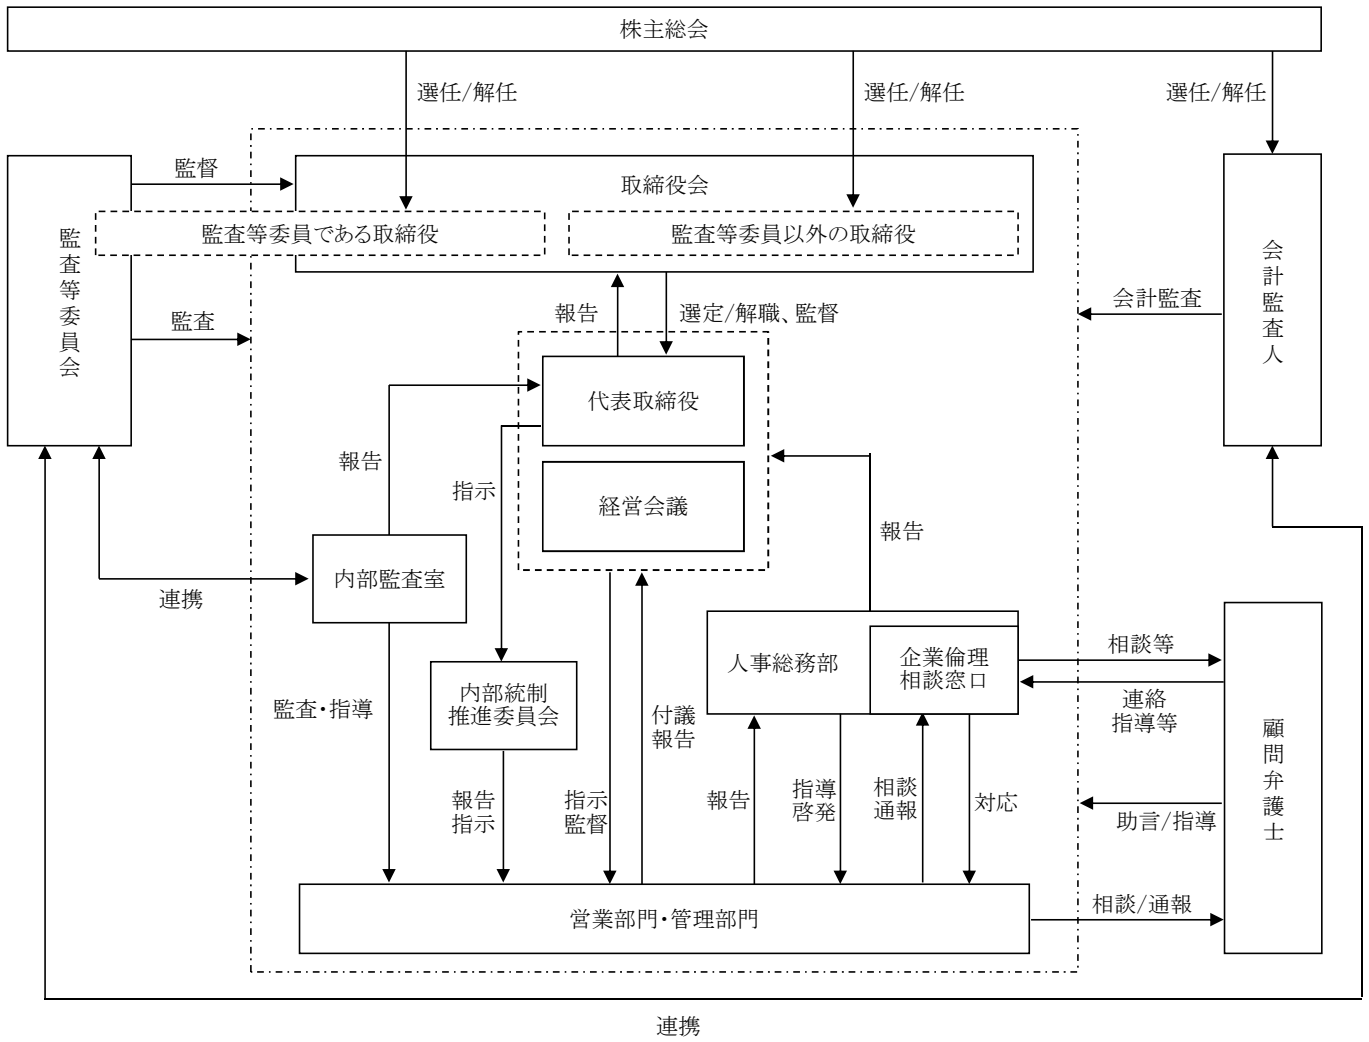 株主総会
選任/解任
選任/解任
選任/解任
監督
取締役会
監査等委員である取締役
監査等委員以外の取締役
監査等委員会
会計監査人
監査
報告
選定/解職、監督
会計監査
代表取締役
報告
指示
経営会議
報告
内部監査室
連携
人事総務部
企業倫理
相談窓口
相談等
連絡
指導等
内部統制
推進委員会
監査・指導
付議
報告
顧問弁護士
報告
指示
指示
監督
報告
指導
啓発
相談
通報
対応
助言/指導
営業部門・管理部門
相談/通報
連携